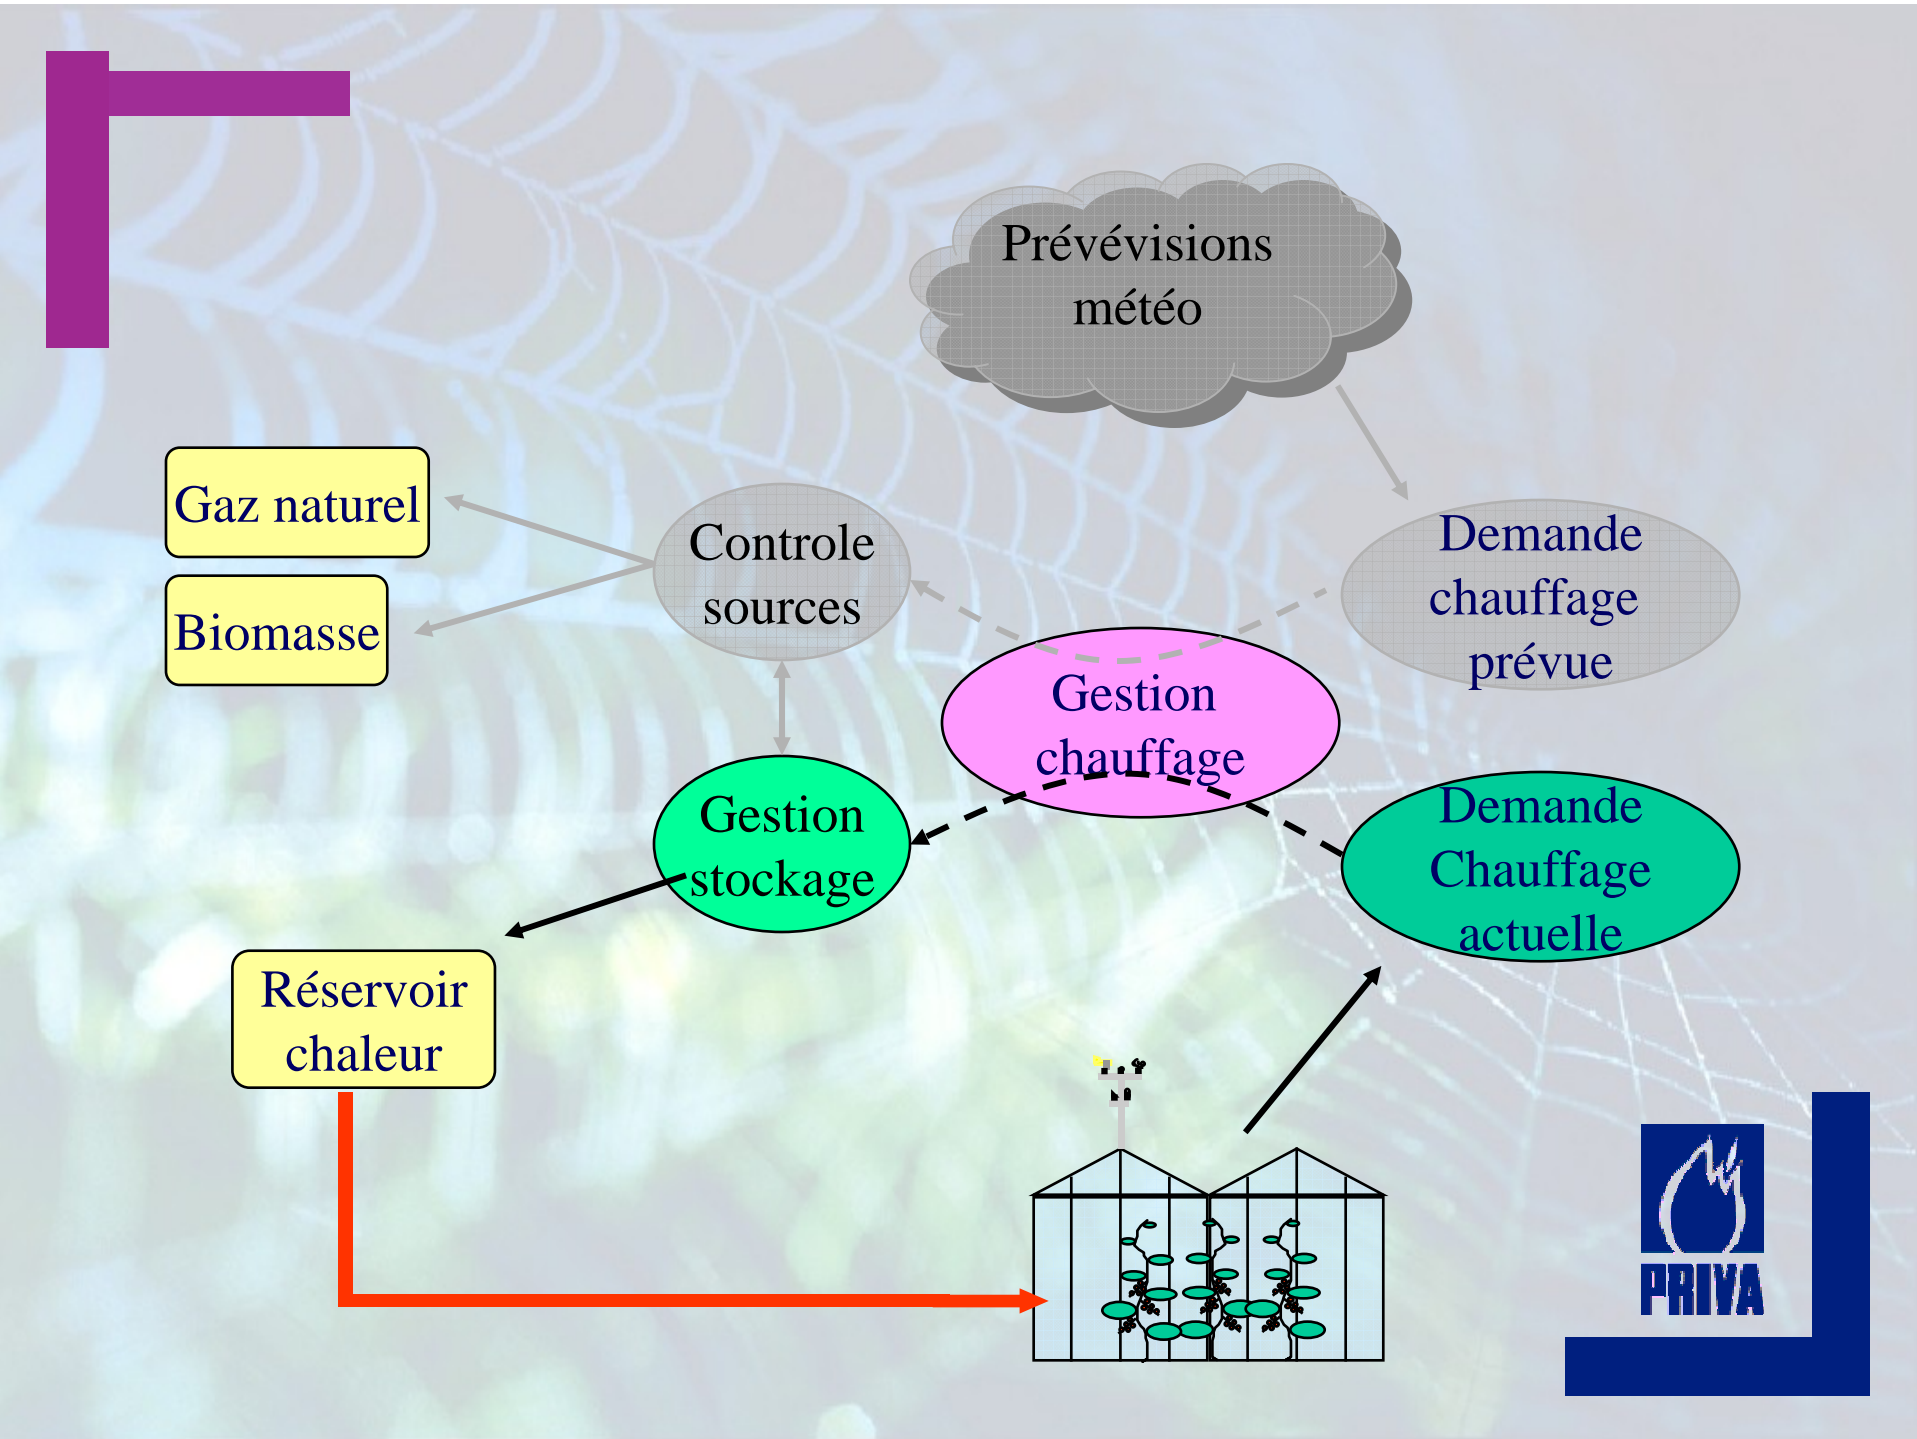 Prévévisions
météo
Gaz naturel
Biomasse
Controle
sources
Demande
chauffage
prévue
Gestion
chauffage
Gestion
stockage
Demande
Chauffage
actuelle
Réservoir
chaleur
PRIVA